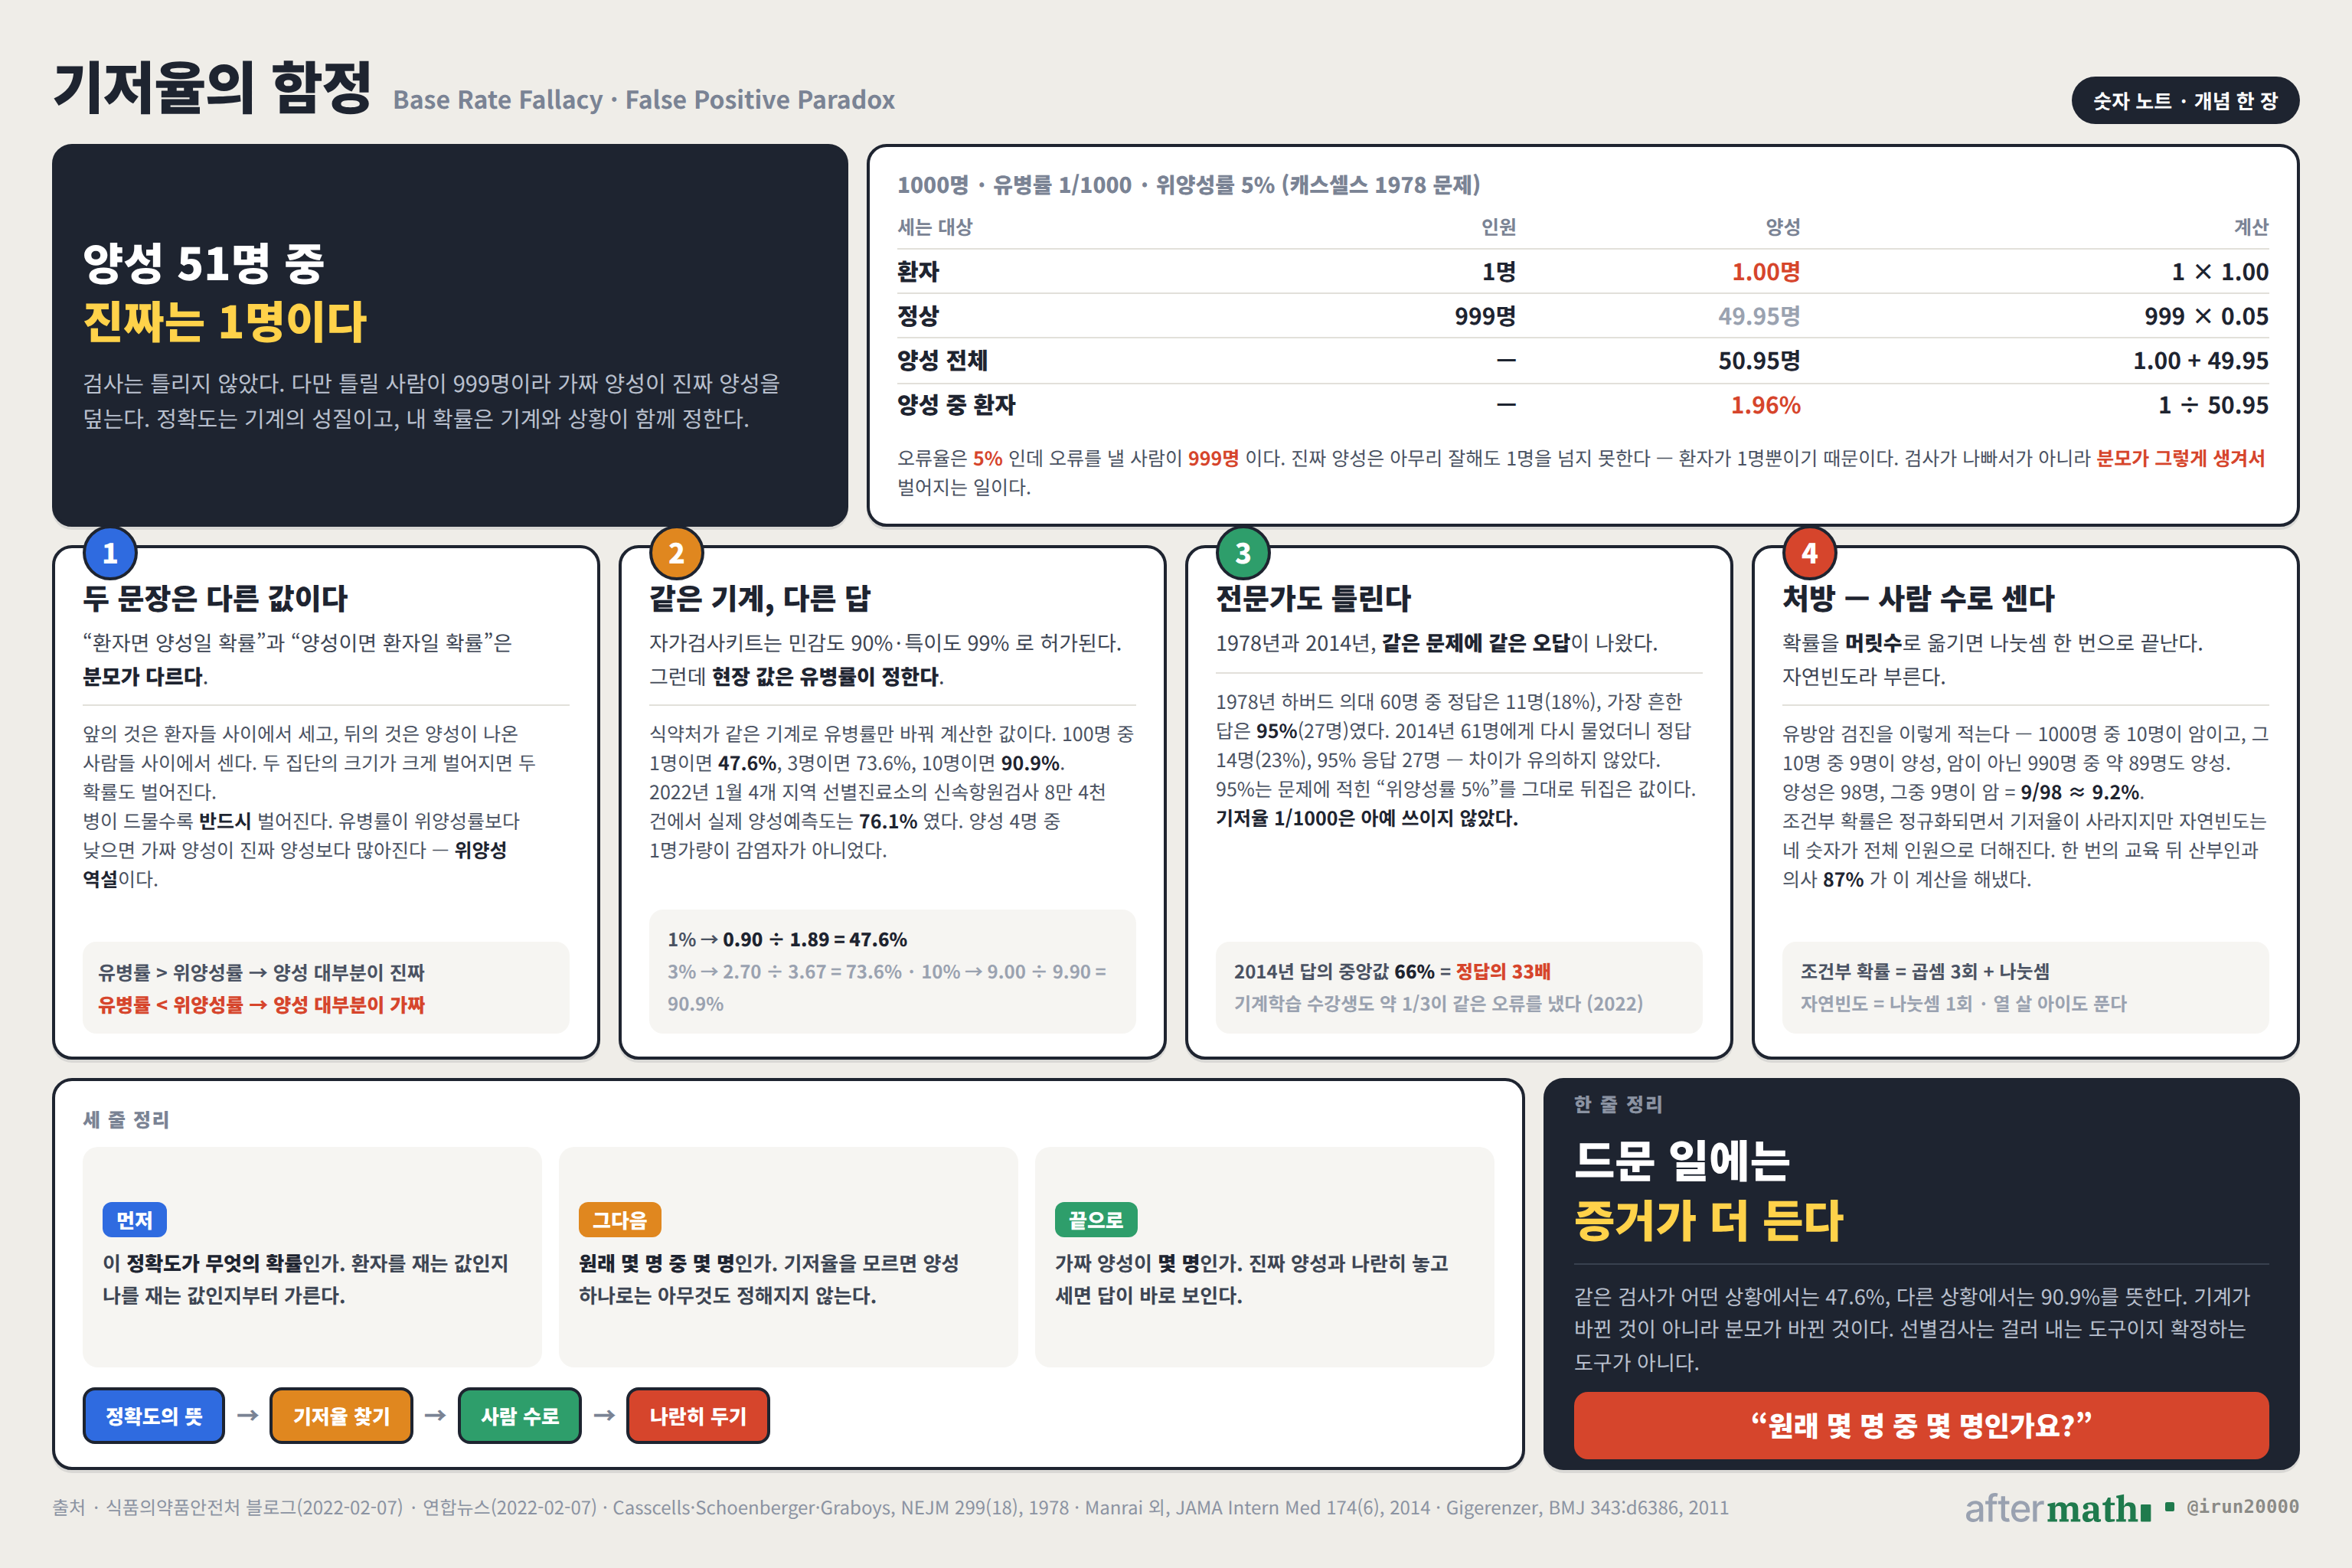 기저율의 함정 Base Rate Fallacy · False Positive Paradox
숫자 노트 · 개념 한 장
양성 51명 중
진짜는 1명이다
검사는 틀리지 않았다. 다만 틀릴 사람이 999명이라 가짜 양성이 진짜 양성을
덮는다. 정확도는 기계의 성질이고, 내 확률은 기계와 상황이 함께 정한다.
1000명 · 유병률 1/1000 · 위양성률 5% (캐스셀스 1978 문제)
세는 대상 인원 양성 계산
환자 1명 1.00명 1 × 1.00
정상 999명 49.95명 999 × 0.05
양성 전체 — 50.95명 1.00 + 49.95
양성 중 환자 — 1.96% 1 ÷ 50.95
오류율은 5% 인데 오류를 낼 사람이 999명 이다. 진짜 양성은 아무리 잘해도 1명을 넘지 못한다 — 환자가 1명뿐이기 때문이다. 검사가 나빠서가 아니라 분모가 그렇게 생겨서
벌어지는 일이다.
1
두 문장은 다른 값이다
“환자면 양성일 확률”과 “양성이면 환자일 확률”은
분모가 다르다.
앞의 것은 환자들 사이에서 세고, 뒤의 것은 양성이 나온
사람들 사이에서 센다. 두 집단의 크기가 크게 벌어지면 두
확률도 벌어진다.
병이 드물수록 반드시 벌어진다. 유병률이 위양성률보다
낮으면 가짜 양성이 진짜 양성보다 많아진다 — 위양성
역설이다.
유병률 > 위양성률 → 양성 대부분이 진짜
유병률 < 위양성률 → 양성 대부분이 가짜
2
같은 기계, 다른 답
자가검사키트는 민감도 90%·특이도 99% 로 허가된다.
그런데 현장 값은 유병률이 정한다.
식약처가 같은 기계로 유병률만 바꿔 계산한 값이다. 100명 중
1명이면 47.6%, 3명이면 73.6%, 10명이면 90.9%.
2022년 1월 4개 지역 선별진료소의 신속항원검사 8만 4천
건에서 실제 양성예측도는 76.1% 였다. 양성 4명 중
1명가량이 감염자가 아니었다.
1% → 0.90 ÷ 1.89 = 47.6%
3% → 2.70 ÷ 3.67 = 73.6% · 10% → 9.00 ÷ 9.90 =
90.9%
3
전문가도 틀린다
1978년과 2014년, 같은 문제에 같은 오답이 나왔다.
1978년 하버드 의대 60명 중 정답은 11명(18%), 가장 흔한
답은 95%(27명)였다. 2014년 61명에게 다시 물었더니 정답
14명(23%), 95% 응답 27명 — 차이가 유의하지 않았다.
95%는 문제에 적힌 “위양성률 5%”를 그대로 뒤집은 값이다.
기저율 1/1000은 아예 쓰이지 않았다.
2014년 답의 중앙값 66% = 정답의 33배
기계학습 수강생도 약 1/3이 같은 오류를 냈다 (2022)
4
처방 — 사람 수로 센다
확률을 머릿수로 옮기면 나눗셈 한 번으로 끝난다.
자연빈도라 부른다.
유방암 검진을 이렇게 적는다 — 1000명 중 10명이 암이고, 그
10명 중 9명이 양성, 암이 아닌 990명 중 약 89명도 양성.
양성은 98명, 그중 9명이 암 = 9/98 ≈ 9.2%.
조건부 확률은 정규화되면서 기저율이 사라지지만 자연빈도는
네 숫자가 전체 인원으로 더해진다. 한 번의 교육 뒤 산부인과
의사 87% 가 이 계산을 해냈다.
조건부 확률 = 곱셈 3회 + 나눗셈
자연빈도 = 나눗셈 1회 · 열 살 아이도 푼다
세 줄 정리
먼저
이 정확도가 무엇의 확률인가. 환자를 재는 값인지
나를 재는 값인지부터 가른다.
그다음
원래 몇 명 중 몇 명인가. 기저율을 모르면 양성
하나로는 아무것도 정해지지 않는다.
끝으로
가짜 양성이 몇 명인가. 진짜 양성과 나란히 놓고
세면 답이 바로 보인다.
정확도의 뜻 → 기저율 찾기 → 사람 수로 → 나란히 두기
한 줄 정리
드문 일에는
증거가 더 든다
같은 검사가 어떤 상황에서는 47.6%, 다른 상황에서는 90.9%를 뜻한다. 기계가
바뀐 것이 아니라 분모가 바뀐 것이다. 선별검사는 걸러 내는 도구이지 확정하는
도구가 아니다.
“원래 몇 명 중 몇 명인가요?”
출처 · 식품의약품안전처 블로그(2022-02-07) · 연합뉴스(2022-02-07) · Casscells·Schoenberger·Graboys, NEJM 299(18), 1978 · Manrai 외, JAMA Intern Med 174(6), 2014 · Gigerenzer, BMJ 343:d6386, 2011
aftermath @irun20000